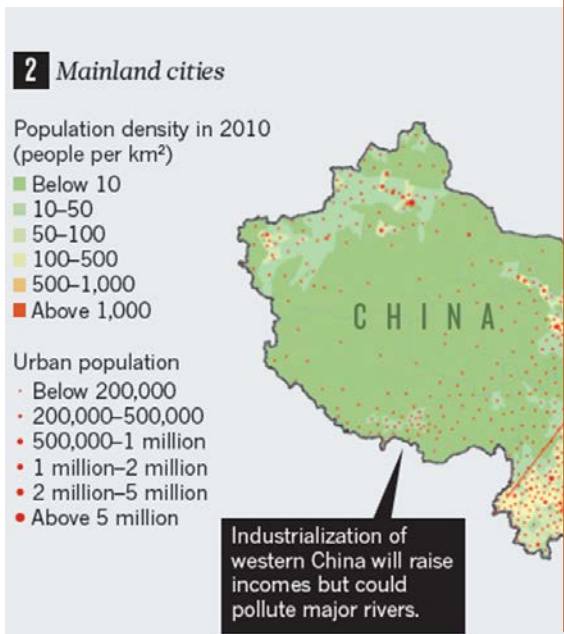 2 Mainland cities
Population density in 2010
(people per km²)
Below 10
10–50
50–100
100–500
500–1,000
Above 1,000
Urban population
Below 200,000
200,000–500,000
500,000–1 million
1 million–2 million
2 million–5 million
Above 5 million
CHINA
Industrialization of
western China will raise
incomes but could
pollute major rivers.